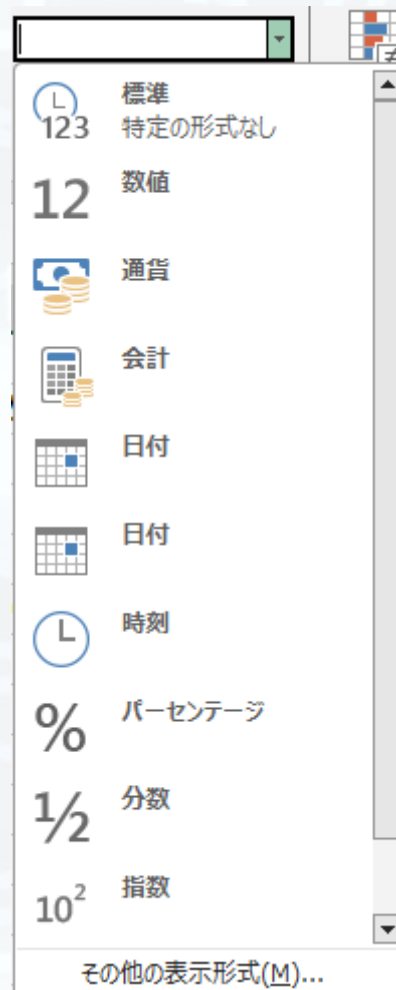 標準
123
特定の形式なし
12
数値
通貨
会計
日付
日付
時刻
%
パーセンテージ
½
分数
10²
指数
その他の表示形式(M)...